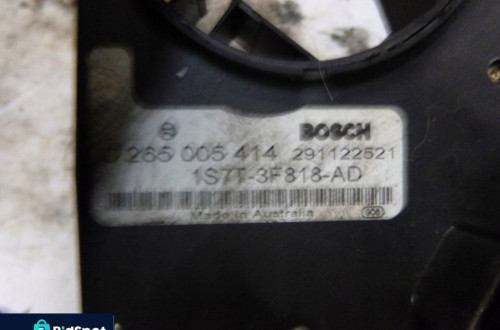 BOSCH
0 265 005 414 291122521
1S7T-3F818-AD
Made in Australia
BidSpot